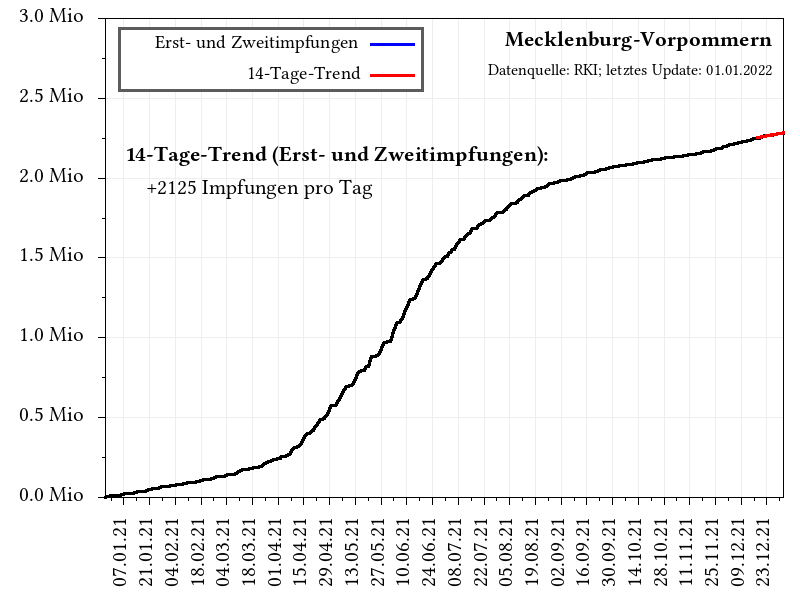 3.0 Mio
2.5 Mio
2.0 Mio
1.5 Mio
1.0 Mio
0.5 Mio
0.0 Mio
Erst- und Zweitimpfungen
14-Tage-Trend
Mecklenburg-Vorpommern
Datenquelle: RKI; letztes Update: 01.01.2022
14-Tage-Trend (Erst- und Zweitimpfungen):
+2125 Impfungen pro Tag
07.01.21
21.01.21
04.02.21
18.02.21
04.03.21
18.03.21
01.04.21
15.04.21
29.04.21
13.05.21
27.05.21
10.06.21
24.06.21
08.07.21
22.07.21
05.08.21
19.08.21
02.09.21
16.09.21
30.09.21
14.10.21
28.10.21
11.11.21
25.11.21
09.12.21
23.12.21